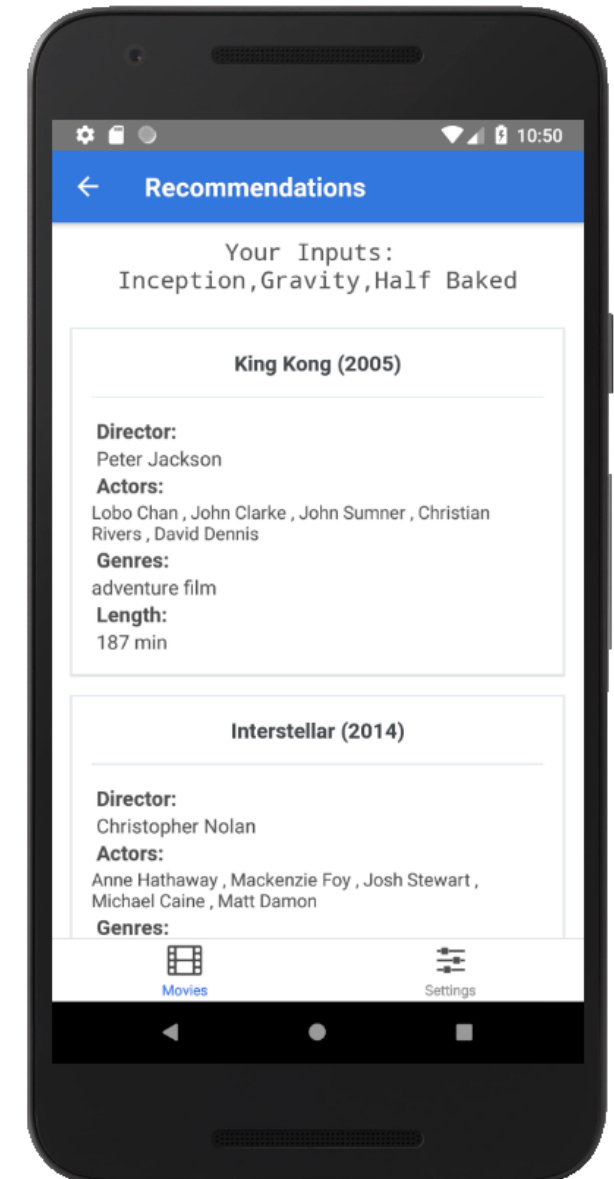 10:50
Recommendations
Your Inputs:
Inception,Gravity,Half Baked
King Kong (2005)
Director:
Peter Jackson
Actors:
Lobo Chan , John Clarke , John Sumner , Christian
Rivers , David Dennis
Genres:
adventure film
Length:
187 min
Interstellar (2014)
Director:
Christopher Nolan
Actors:
Anne Hathaway , Mackenzie Foy , Josh Stewart ,
Michael Caine , Matt Damon
Genres:
Movies
Settings